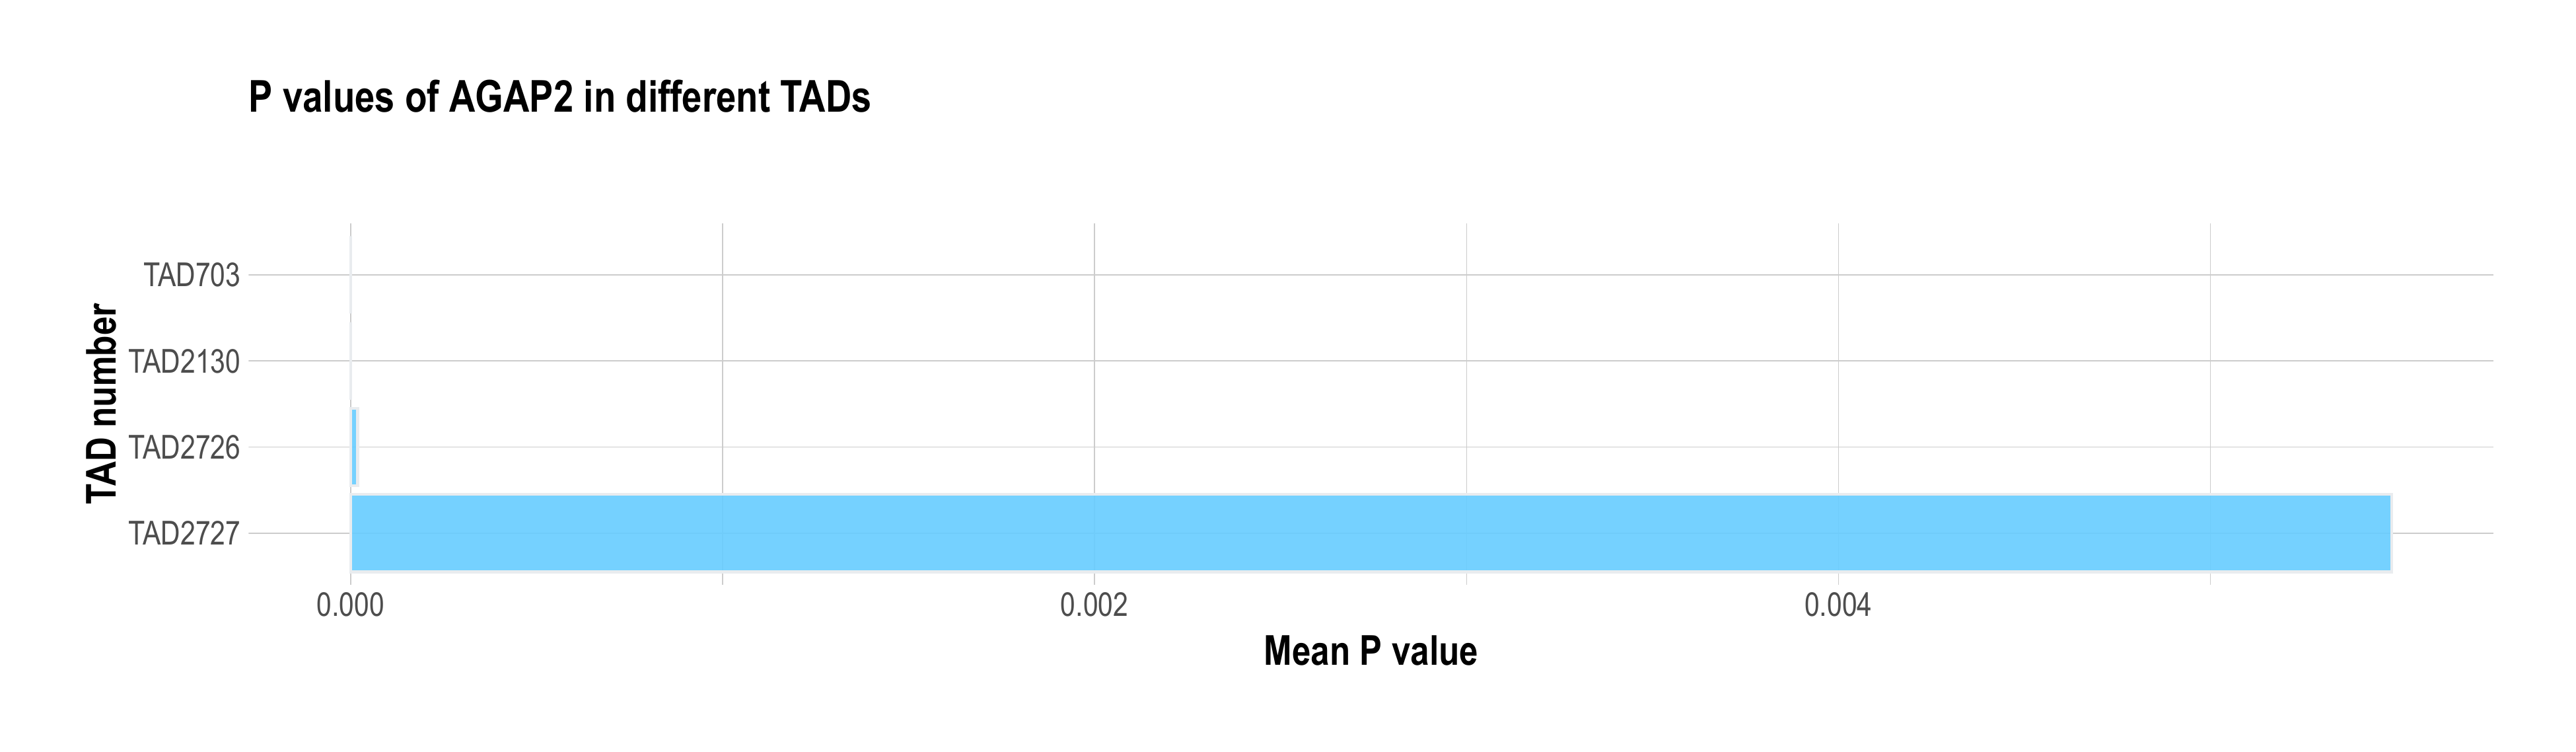 P values of AGAP2 in different TADs
TAD number
TAD703
TAD2130
TAD2726
TAD2727
0.000
0.002
0.004
Mean P value